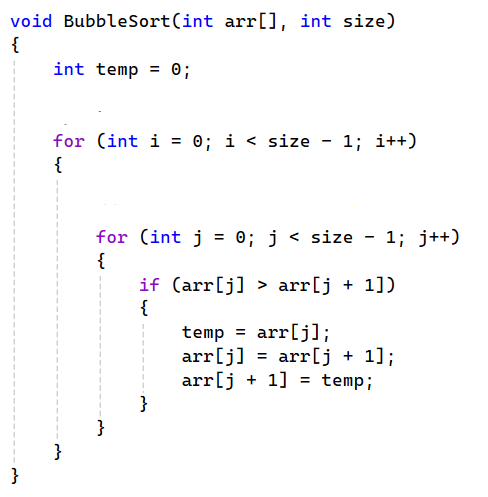 void BubbleSort(int arr[], int size)
{
    int temp = 0;
    for (int i = 0; i < size - 1; i++)
    {
        for (int j = 0; j < size - 1; j++)
        {
            if (arr[j] > arr[j + 1])
            {
                temp = arr[j];
                arr[j] = arr[j + 1];
                arr[j + 1] = temp;
            }
        }
    }
}